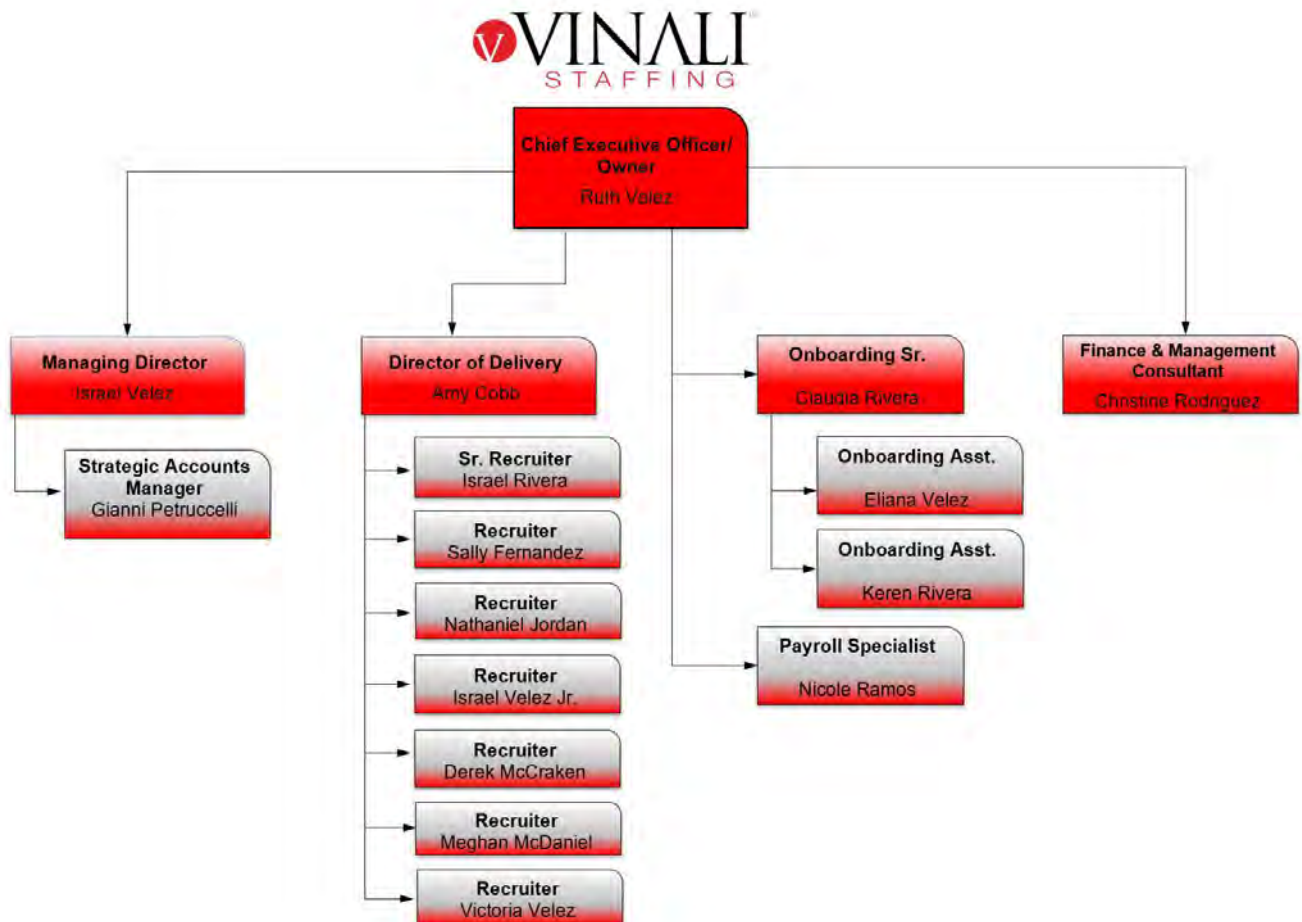 V VINALI
STAFFING
Chief Executive Officer/
Owner
Ruth Velez
Managing Director
Israel Velez
Strategic Accounts
Manager
Gianni Petruccelli
Director of Delivery
Amy Cobb
Sr. Recruiter
Israel Rivera
Recruiter
Sally Fernandez
Recruiter
Nathaniel Jordan
Recruiter
Israel Velez Jr.
Recruiter
Derek McCraken
Recruiter
Meghan McDaniel
Recruiter
Victoria Velez
Onboarding Sr.
Claudia Rivera
Onboarding Asst.
Eliana Velez
Onboarding Asst.
Keren Rivera
Payroll Specialist
Nicole Ramos
Finance & Management
Consultant
Christine Rodriguez